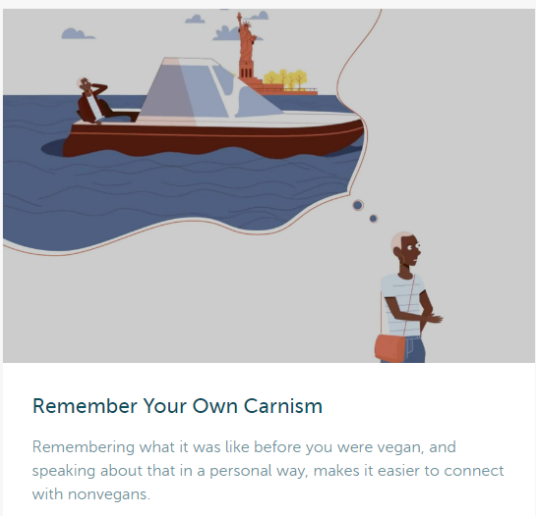 Remember Your Own Carnism
Remembering what it was like before you were vegan, and
speaking about that in a personal way, makes it easier to connect
with nonvegans.